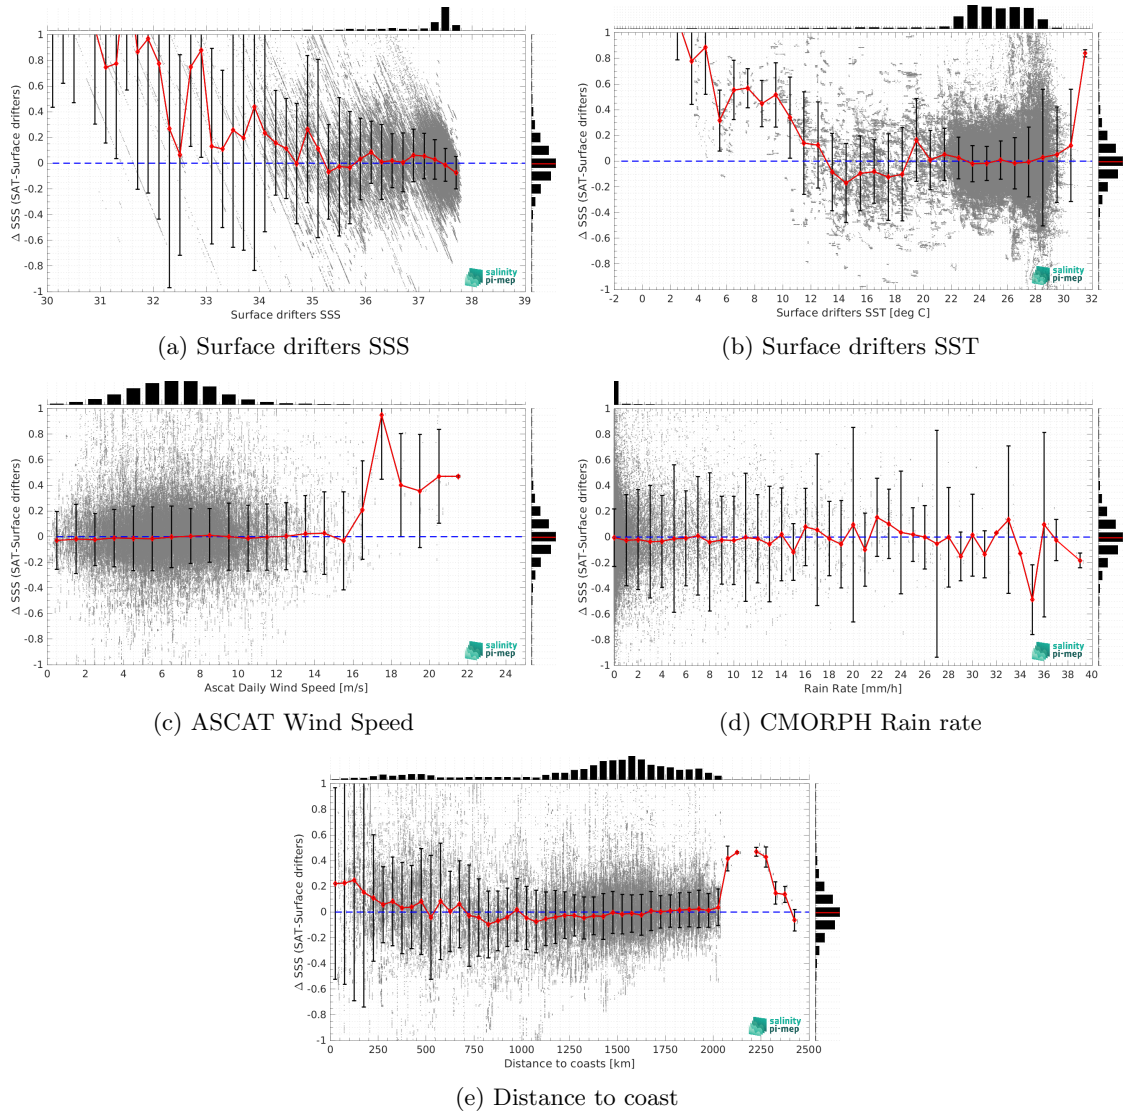 1
0.8
0.6
0.4
0.2
0
-0.2
-0.4
-0.6
-0.8
-1
Δ SSS (SAT-Surface drifters)
30 31 32 33 34 35 36 37 38 39
Surface drifters SSS
salinity
pi-mep
(a) Surface drifters SSS
1
0.8
0.6
0.4
0.2
0
-0.2
-0.4
-0.6
-0.8
-1
Δ SSS (SAT-Surface drifters)
-2 0 2 4 6 8 10 12 14 16 18 20 22 24 26 28 30 32
Surface drifters SST [deg C]
salinity
pi-mep
(b) Surface drifters SST
1
0.8
0.6
0.4
0.2
0
-0.2
-0.4
-0.6
-0.8
-1
Δ SSS (SAT-Surface drifters)
0 2 4 6 8 10 12 14 16 18 20 22 24
Ascat Daily Wind Speed [m/s]
salinity
pi-mep
(c) ASCAT Wind Speed
1
0.8
0.6
0.4
0.2
0
-0.2
-0.4
-0.6
-0.8
-1
Δ SSS (SAT-Surface drifters)
0 2 4 6 8 10 12 14 16 18 20 22 24 26 28 30 32 34 36 38 40
Rain Rate [mm/h]
salinity
pi-mep
(d) CMORPH Rain rate
1
0.8
0.6
0.4
0.2
0
-0.2
-0.4
-0.6
-0.8
-1
Δ SSS (SAT-Surface drifters)
0 250 500 750 1000 1250 1500 1750 2000 2250 2500
Distance to coasts [km]
salinity
pi-mep
(e) Distance to coast